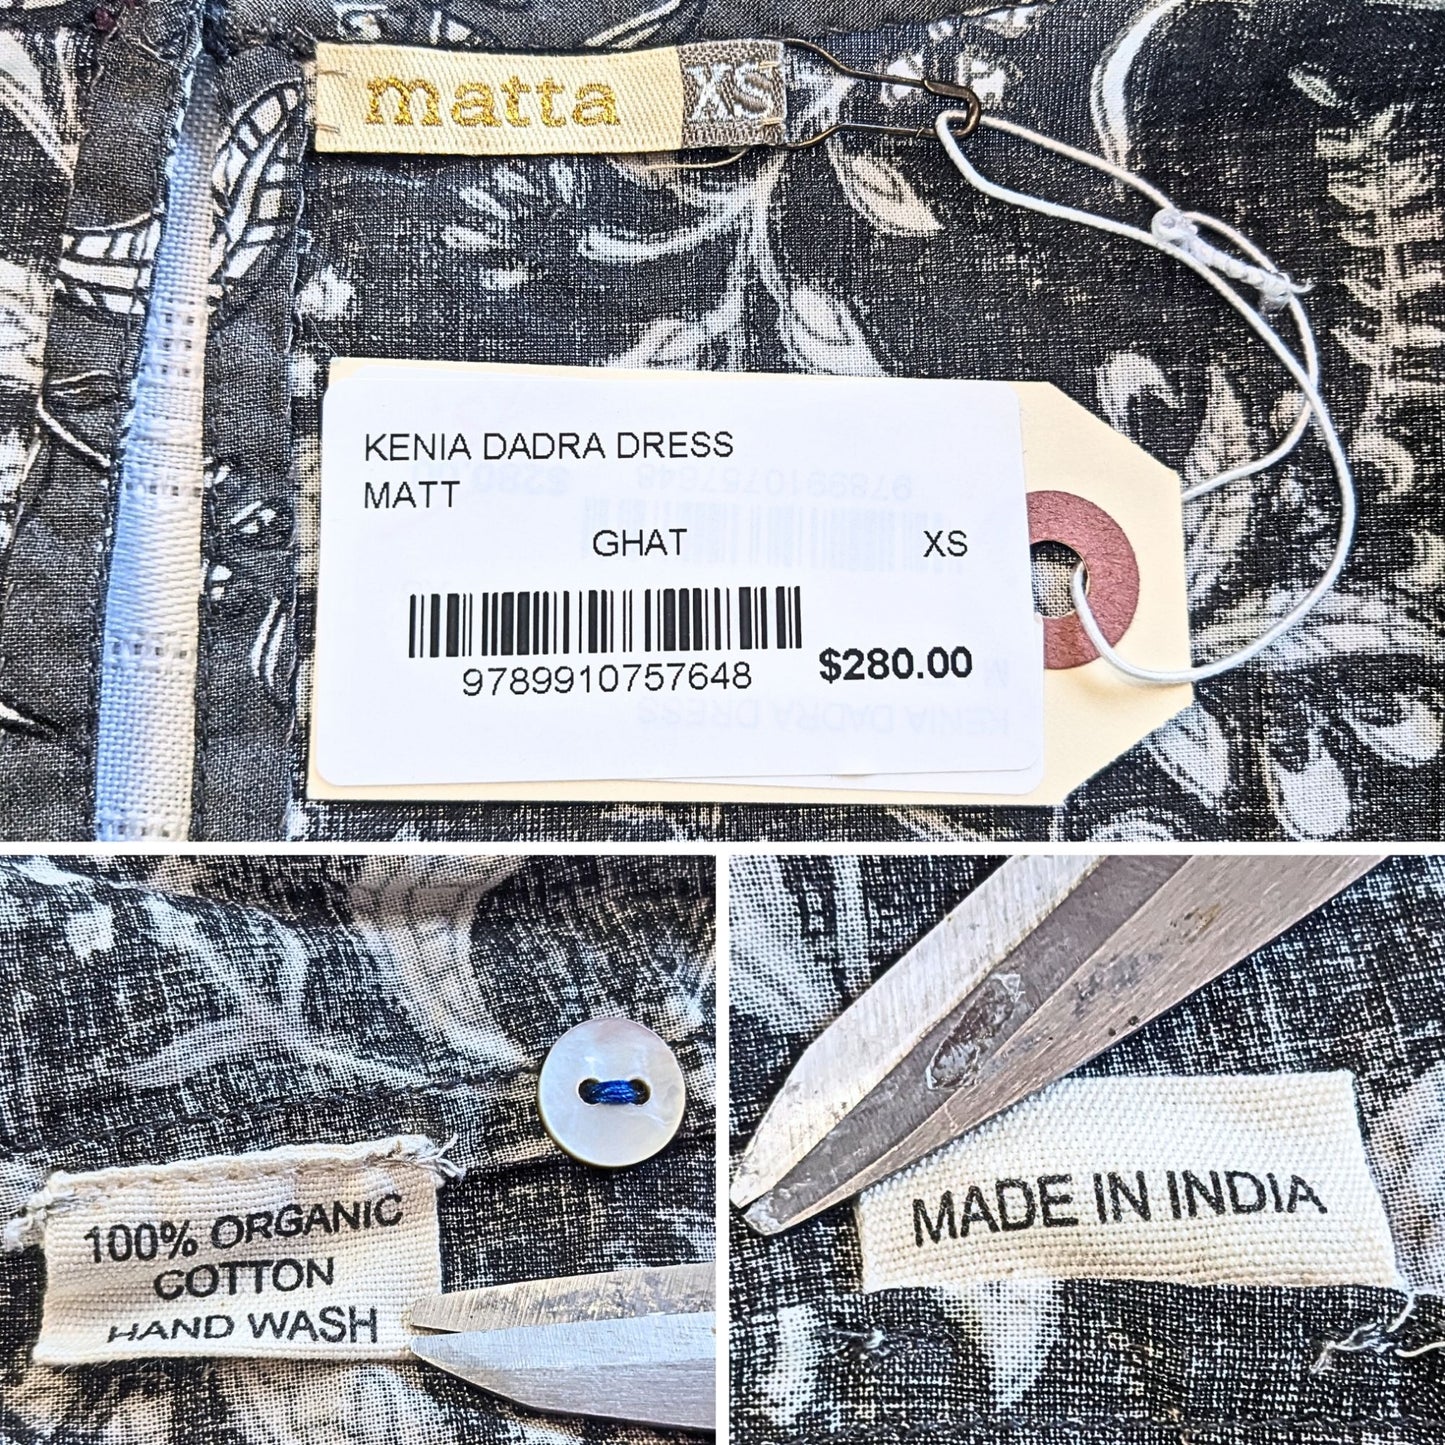 matta XS
KENIA DADRA DRESS
MATT
GHAT XS
9789910757648 $280.00
100% ORGANIC
COTTON
HAND WASH
MADE IN INDIA